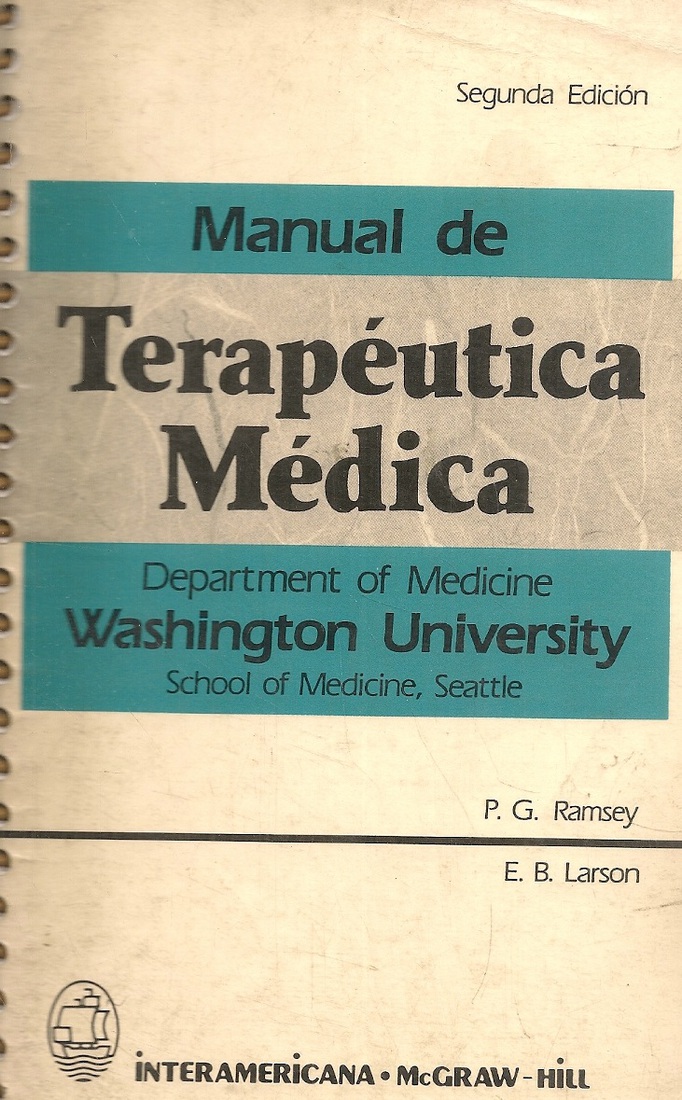 Segunda Edición
Manual de
Terapéutica
Médica
Department of Medicine
Washington University
School of Medicine, Seattle
P. G. Ramsey
E. B. Larson
INTERAMERICANA • McGRAW-HILL